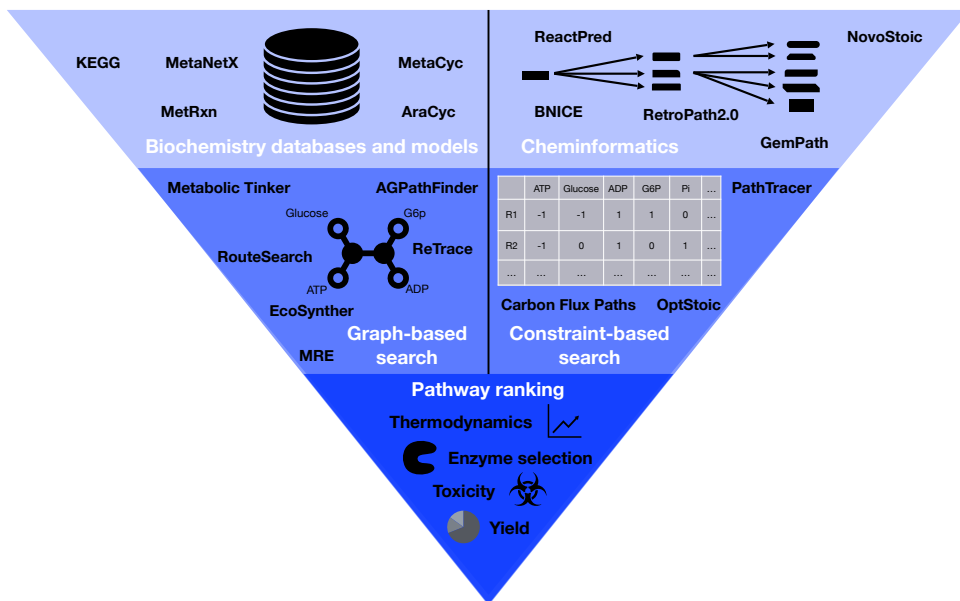 KEGG
MetaNetX
MetaCyc
MetRxn
AraCyc
Biochemistry databases and models
ReactPred
NovoStoic
BNICE
RetroPath2.0
GemPath
Cheminformatics
Metabolic Tinker
AGPathFinder
Glucose
G6p
RouteSearch
ReTrace
ATP
ADP
EcoSynther
Graph-based
search
MRE
ATP Glucose ADP G6P Pi ...
R1 -1 -1 1 1 0 ...
R2 -1 0 1 0 1 ...
... ... ... ... ... ... ...
PathTracer
Carbon Flux Paths
OptStoic
Constraint-based
search
Pathway ranking
Thermodynamics
Enzyme selection
Toxicity
Yield